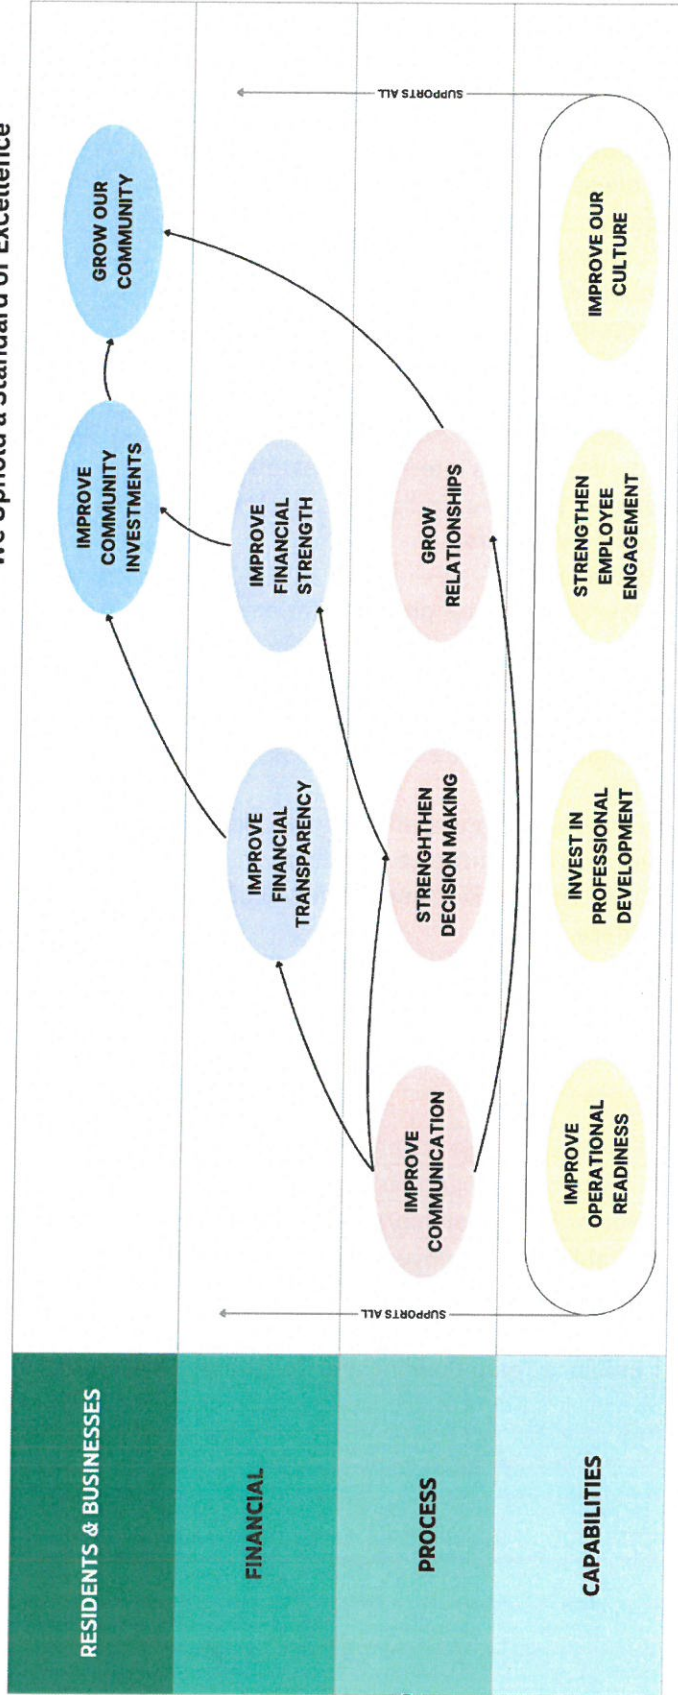 We Uphold a Standard of Excellence
RESIDENTS & BUSINESSES
IMPROVE
COMMUNITY
INVESTMENTS
GROW OUR
COMMUNITY
FINANCIAL
IMPROVE
FINANCIAL
TRANSPARENCY
IMPROVE
FINANCIAL
STRENGTH
PROCESS
IMPROVE
COMMUNICATION
STRENGHTHEN
DECISION MAKING
GROW
RELATIONSHIPS
CAPABILITIES
SUPPORTS ALL
IMPROVE
OPERATIONAL
READINESS
INVEST IN
PROFESSIONAL
DEVELOPMENT
STRENGTHEN
EMPLOYEE
ENGAGEMENT
IMPROVE OUR
CULTURE
SUPPORTS ALL